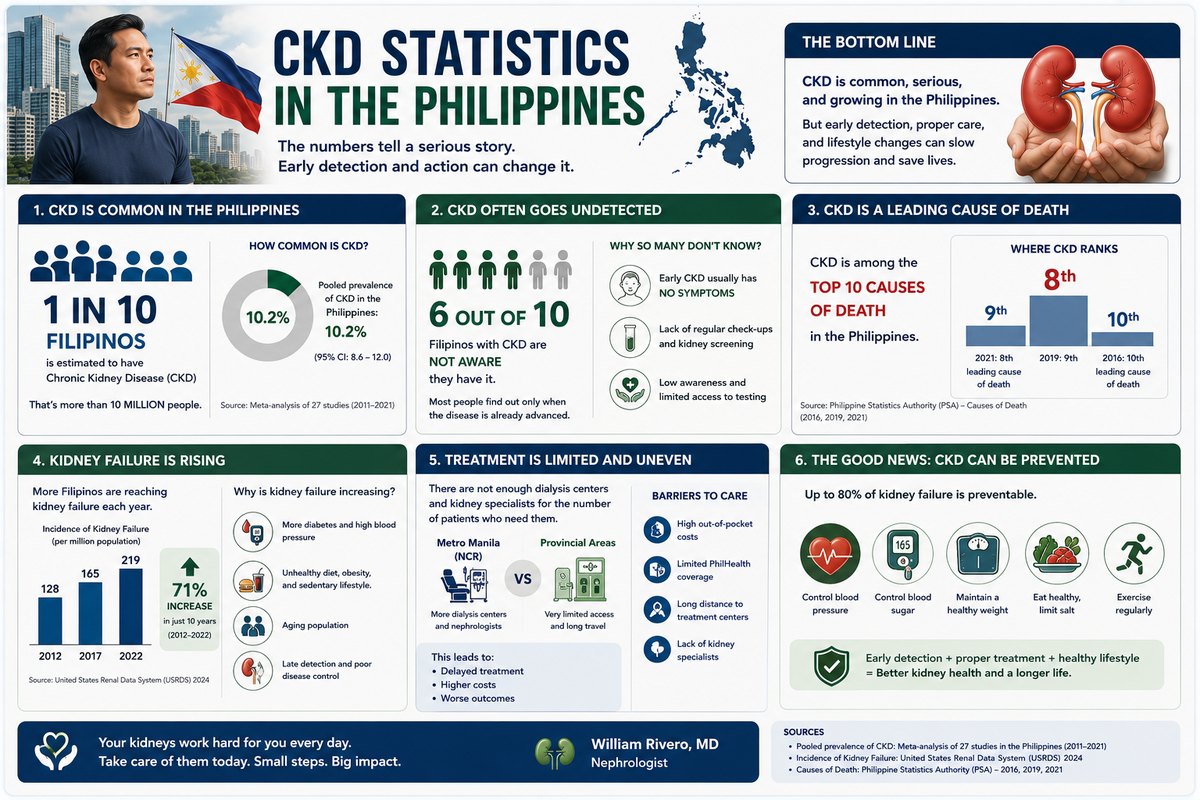 CKD STATISTICS
IN THE PHILIPPINES
The numbers tell a serious story.
Early detection and action can change it.
THE BOTTOM LINE
CKD is common, serious,
and growing in the Philippines.
But early detection, proper care,
and lifestyle changes can slow
progression and save lives.
1. CKD IS COMMON IN THE PHILIPPINES
1 IN 10
FILIPINOS
is estimated to have
Chronic Kidney Disease (CKD)
That's more than 10 MILLION people.
HOW COMMON IS CKD?
10.2%
Pooled prevalence
of CKD in the
Philippines:
10.2%
(95% CI: 8.6 – 12.0)
Source: Meta-analysis of 27 studies (2011–2021)
2. CKD OFTEN GOES UNDETECTED
6 OUT OF 10
Filipinos with CKD are
NOT AWARE
they have it.
Most people find out only when
the disease is already advanced.
WHY SO MANY DON'T KNOW?
Early CKD usually has
NO SYMPTOMS
Lack of regular check-ups
and kidney screening
Low awareness and
limited access to testing
3. CKD IS A LEADING CAUSE OF DEATH
CKD is among the
TOP 10 CAUSES
OF DEATH
in the Philippines.
WHERE CKD RANKS
9th
8th
10th
2021: 8th
leading cause
of death
2019: 9th
2016: 10th
leading cause
of death
Source: Philippine Statistics Authority (PSA) – Causes of Death
(2016, 2019, 2021)
4. KIDNEY FAILURE IS RISING
More Filipinos are reaching
kidney failure each year.
Incidence of Kidney Failure
(per million population)
128
165
219
2012
2017
2022
71%
INCREASE
in just 10 years
(2012–2022)
Source: United States Renal Data System (USRDS) 2024
Why is kidney failure increasing?
More diabetes and high blood
pressure
Unhealthy diet, obesity,
and sedentary lifestyle.
Aging population
Late detection and poor
disease control
5. TREATMENT IS LIMITED AND UNEVEN
There are not enough dialysis centers
and kidney specialists for the number
of patients who need them.
Metro Manila
(NCR)
VS
Provincial Areas
More dialysis centers
and nephrologists
Very limited access
and long travel
This leads to:
• Delayed treatment
• Higher costs
• Worse outcomes
BARRIERS TO CARE
High out-of-pocket
costs
Limited PhilHealth
coverage
Long distance to
treatment centers
Lack of kidney
specialists
6. THE GOOD NEWS: CKD CAN BE PREVENTED
Up to 80% of kidney failure is preventable.
165
Control blood
pressure
Control blood
sugar
Maintain a
healthy weight
Eat healthy,
limit salt
Exercise
regularly
Early detection + proper treatment + healthy lifestyle
= Better kidney health and a longer life.
Your kidneys work hard for you every day.
Take care of them today. Small steps. Big impact.
William Rivero, MD
Nephrologist
SOURCES
• Pooled prevalence of CKD: Meta-analysis of 27 studies in the Philippines (2011–2021)
• Incidence of Kidney Failure: United States Renal Data System (USRDS) 2024
• Causes of Death: Philippine Statistics Authority (PSA) – 2016, 2019, 2021